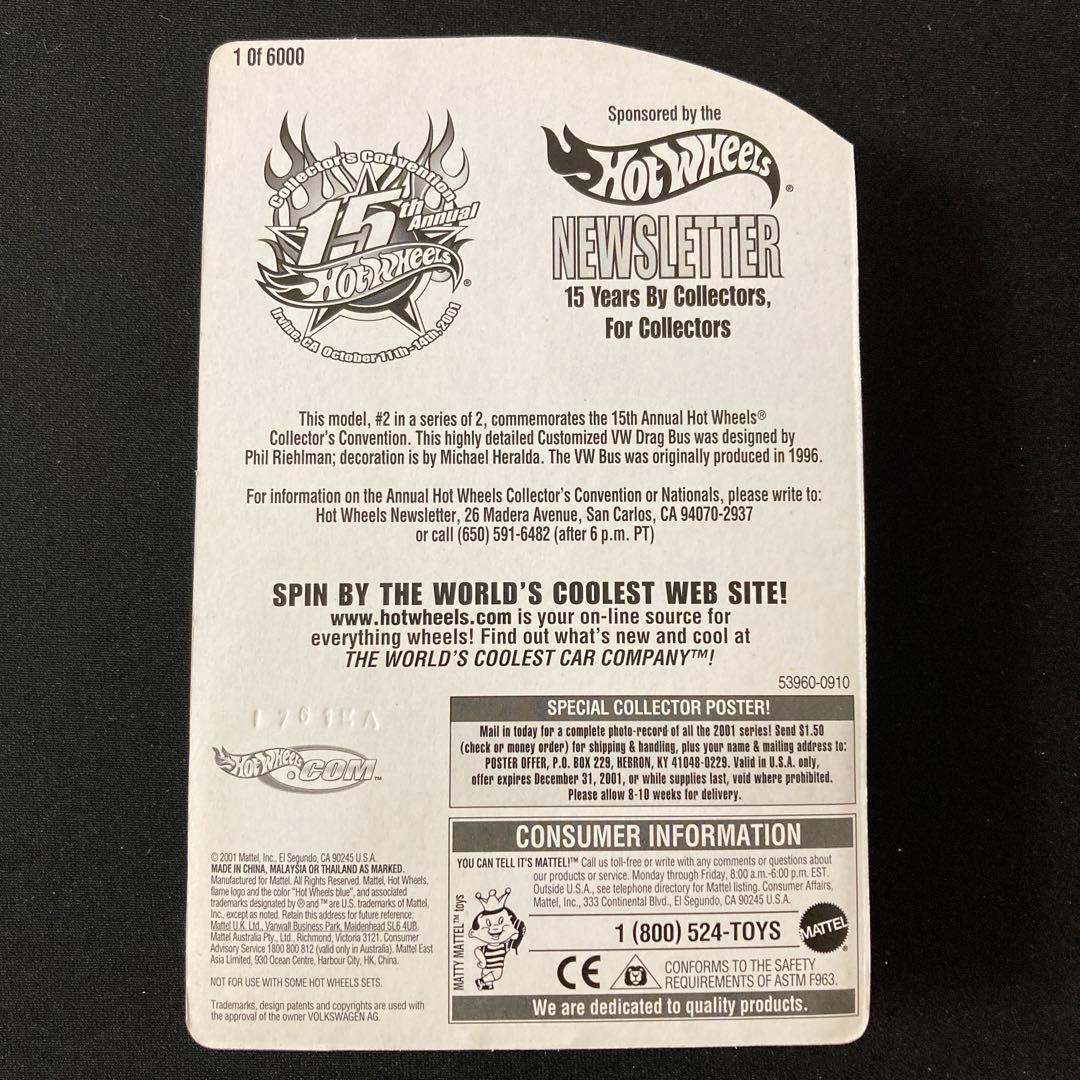 1 Of 6000
Collector's Convention
15th Annual
HOT WHEELS®
Irvine, CA October 11th-14th, 2001
Sponsored by the
HOT WHEELS®
NEWSLETTER
15 Years By Collectors,
For Collectors
This model, #2 in a series of 2, commemorates the 15th Annual Hot Wheels®
Collector's Convention. This highly detailed Customized VW Drag Bus was designed by
Phil Riehlman; decoration is by Michael Heralda. The VW Bus was originally produced in 1996.
For information on the Annual Hot Wheels Collector's Convention or Nationals, please write to:
Hot Wheels Newsletter, 26 Madera Avenue, San Carlos, CA 94070-2937
or call (650) 591-6482 (after 6 p.m. PT)
SPIN BY THE WORLD'S COOLEST WEB SITE!
www.hotwheels.com is your on-line source for
everything wheels! Find out what's new and cool at
THE WORLD'S COOLEST CAR COMPANY™!
53960-0910
SPECIAL COLLECTOR POSTER!
Mail in today for a complete photo-record of all the 2001 series! Send $1.50
(check or money order) for shipping & handling, plus your name & mailing address to:
POSTER OFFER, P.O. BOX 229, HEBRON, KY 41048-0229. Valid in U.S.A. only,
offer expires December 31, 2001, or while supplies last, void where prohibited.
Please allow 8-10 weeks for delivery.
HOT WHEELS.COM™
© 2001 Mattel, Inc., El Segundo, CA 90245 U.S.A.
MADE IN CHINA, MALAYSIA OR THAILAND AS MARKED.
Manufactured for Mattel. All Rights Reserved. Mattel, Hot Wheels,
flame logo and the color "Hot Wheels blue", and associated
trademarks designated by ® and ™ are U.S. trademarks of Mattel,
Inc., except as noted. Retain this address for future reference:
Mattel U.K. Ltd., Vanwall Business Park, Maidenhead SL6 4UB.
Mattel Australia Pty., Ltd., Richmond, Victoria 3121. Consumer
Advisory Service 1800 800 812 (valid only in Australia). Mattel East
Asia Limited, 930 Ocean Centre, Harbour City, HK, China.
NOT FOR USE WITH SOME HOT WHEELS SETS.
Trademarks, design patents and copyrights are used with
the approval of the owner VOLKSWAGEN AG.
CONSUMER INFORMATION
YOU CAN TELL IT'S MATTEL!™ Call us toll-free or write with any comments or questions about
our products or service. Monday through Friday, 8:00 a.m.-6:00 p.m. EST.
Outside U.S.A., see telephone directory for Mattel listing. Consumer Affairs,
Mattel, Inc., 333 Continental Blvd., El Segundo, CA 90245 U.S.A.
MATTY MATTEL™ toys
1 (800) 524-TOYS
MATTEL®
CE
CONFORMS TO THE SAFETY
REQUIREMENTS OF ASTM F963.
We are dedicated to quality products.